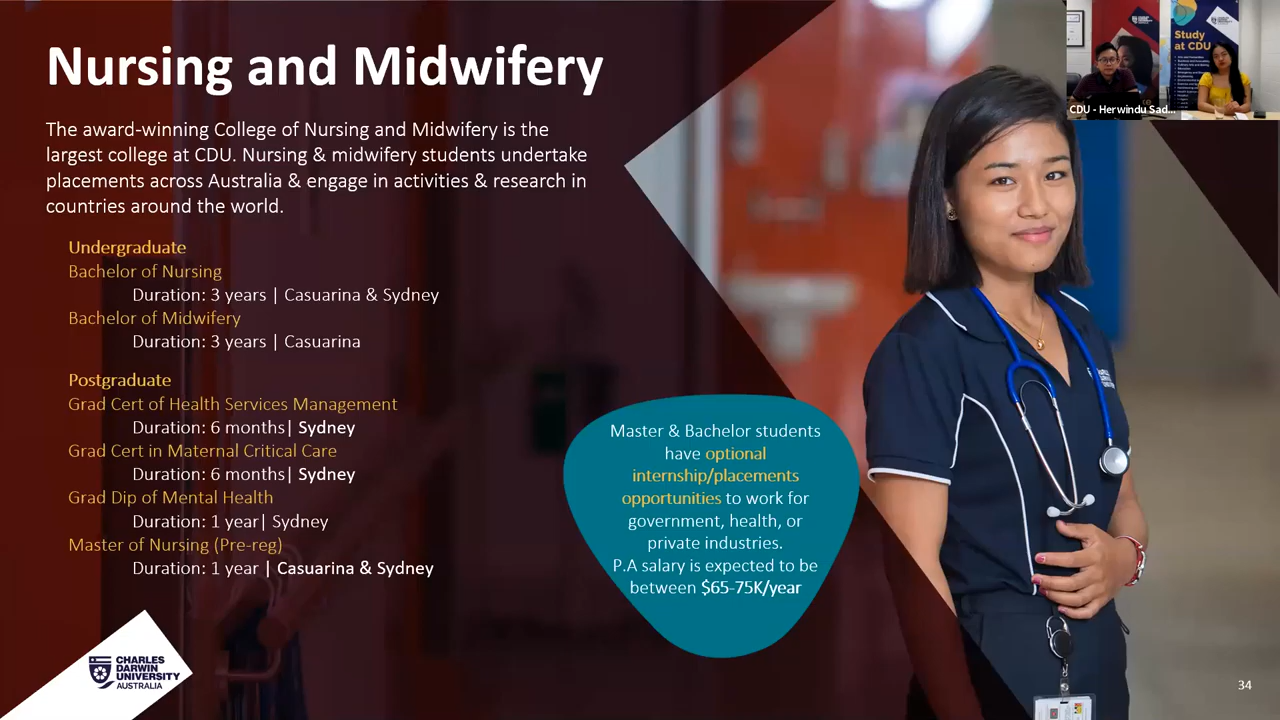 Nursing and Midwifery
The award-winning College of Nursing and Midwifery is the
largest college at CDU. Nursing & midwifery students undertake
placements across Australia & engage in activities & research in
countries around the world.
Undergraduate
Bachelor of Nursing
Duration: 3 years | Casuarina & Sydney
Bachelor of Midwifery
Duration: 3 years | Casuarina
Postgraduate
Grad Cert of Health Services Management
Duration: 6 months| Sydney
Grad Cert in Maternal Critical Care
Duration: 6 months| Sydney
Grad Dip of Mental Health
Duration: 1 year| Sydney
Master of Nursing (Pre-reg)
Duration: 1 year | Casuarina & Sydney
Master & Bachelor students
have optional
internship/placements
opportunities to work for
government, health, or
private industries.
P.A salary is expected to be
between $65-75K/year
CHARLES
DARWIN
UNIVERSITY
AUSTRALIA
Study
at CDU
CDU - Herwindu Sad...
34